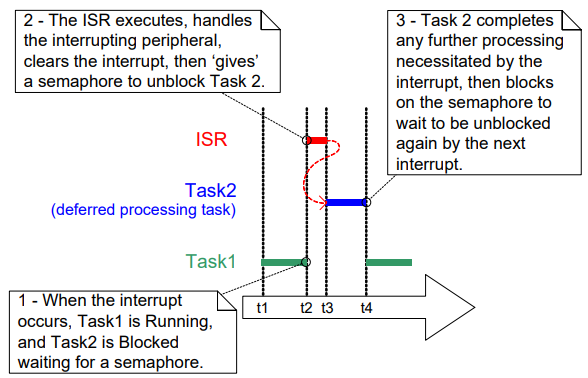 2 - The ISR executes, handles
the interrupting peripheral,
clears the interrupt, then ‘gives’
a semaphore to unblock Task 2.
3 - Task 2 completes
any further processing
necessitated by the
interrupt, then blocks
on the semaphore to
wait to be unblocked
again by the next
interrupt.
ISR
Task2
(deferred processing task)
Task1
1 - When the interrupt
occurs, Task1 is Running,
and Task2 is Blocked
waiting for a semaphore.
t1 t2 t3 t4